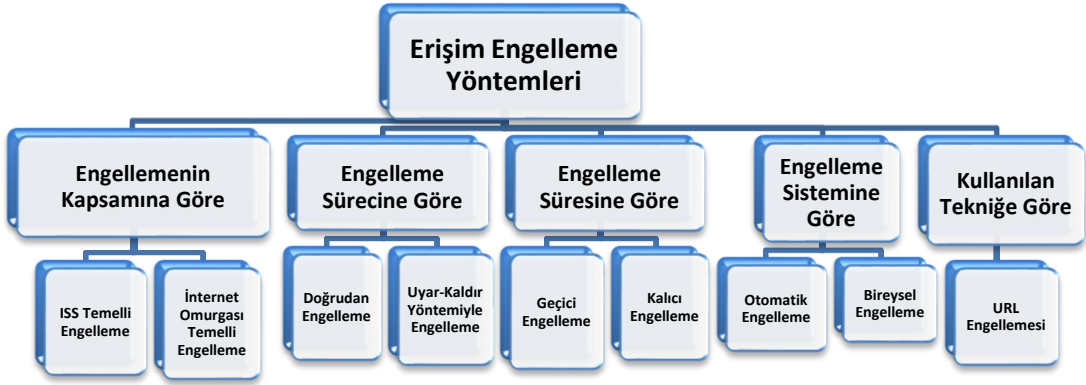 Erişim Engelleme
Yöntemleri
Engellemenin
Kapsamına Göre
Engelleme
Sürecine Göre
Engelleme
Süresine Göre
Engelleme
Sistemine
Göre
Kullanılan
Tekniğe Göre
ISS Temelli
Engelleme
İnternet
Omurgası
Temelli
Engelleme
Doğrudan
Engelleme
Uyar-Kaldır
Yöntemiyle
Engelleme
Geçici
Engelleme
Kalıcı
Engelleme
Otomatik
Engelleme
Bireysel
Engelleme
URL
Engellemesi